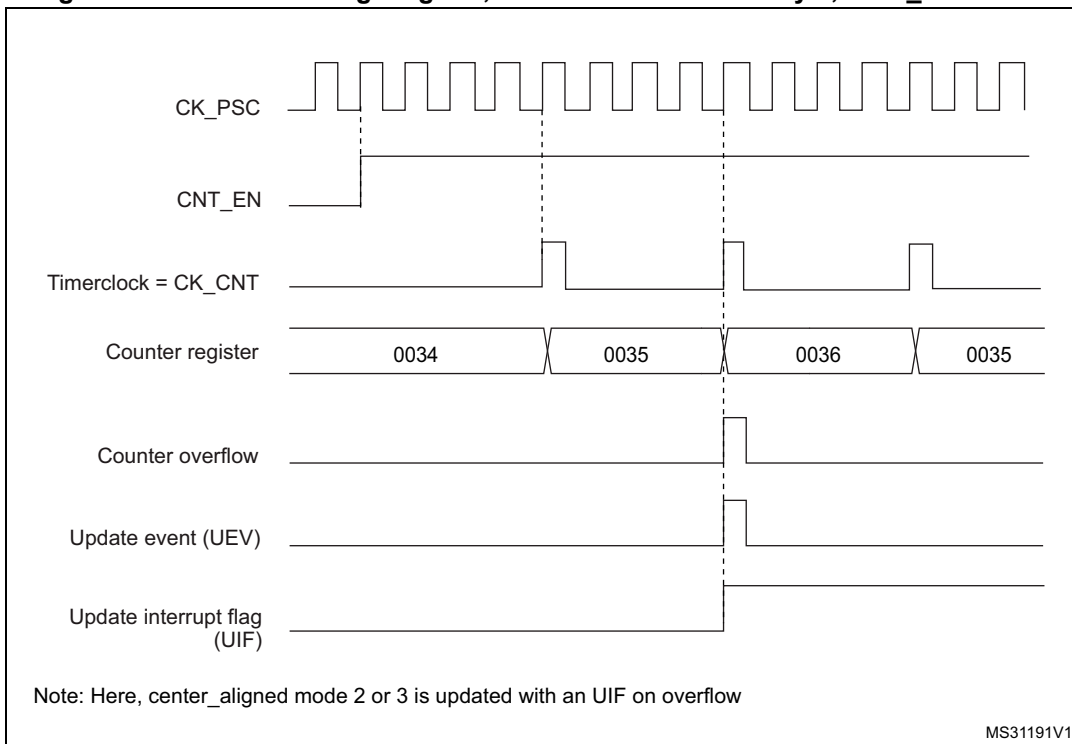 CK_PSC
CNT_EN
Timerclock = CK_CNT
Counter register
0034
0035
0036
0035
Counter overflow
Update event (UEV)
Update interrupt flag
(UIF)
Note: Here, center_aligned mode 2 or 3 is updated with an UIF on overflow
MS31191V1